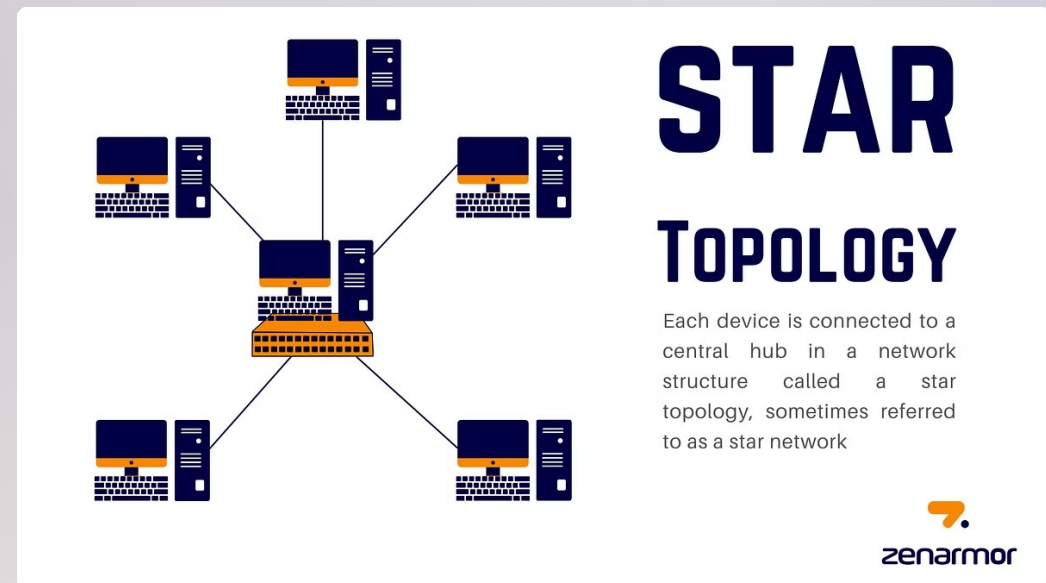 STAR
TOPOLOGY
Each device is connected to a
central hub in a network
structure called a star
topology, sometimes referred
to as a star network
zenarmor